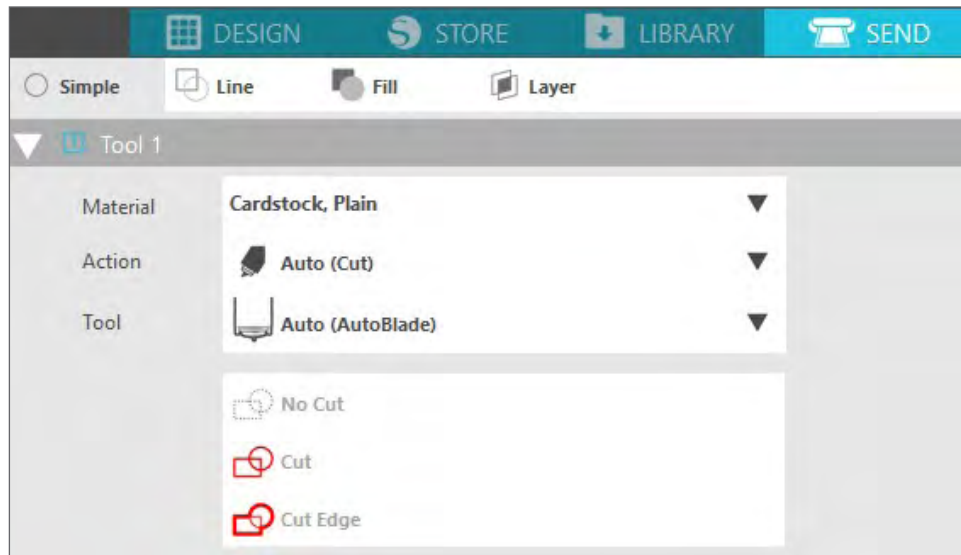 DESIGN STORE LIBRARY SEND
Simple Line Fill Layer
Tool 1
Material Cardstock, Plain
Action Auto (Cut)
Tool Auto (AutoBlade)
No Cut
Cut
Cut Edge